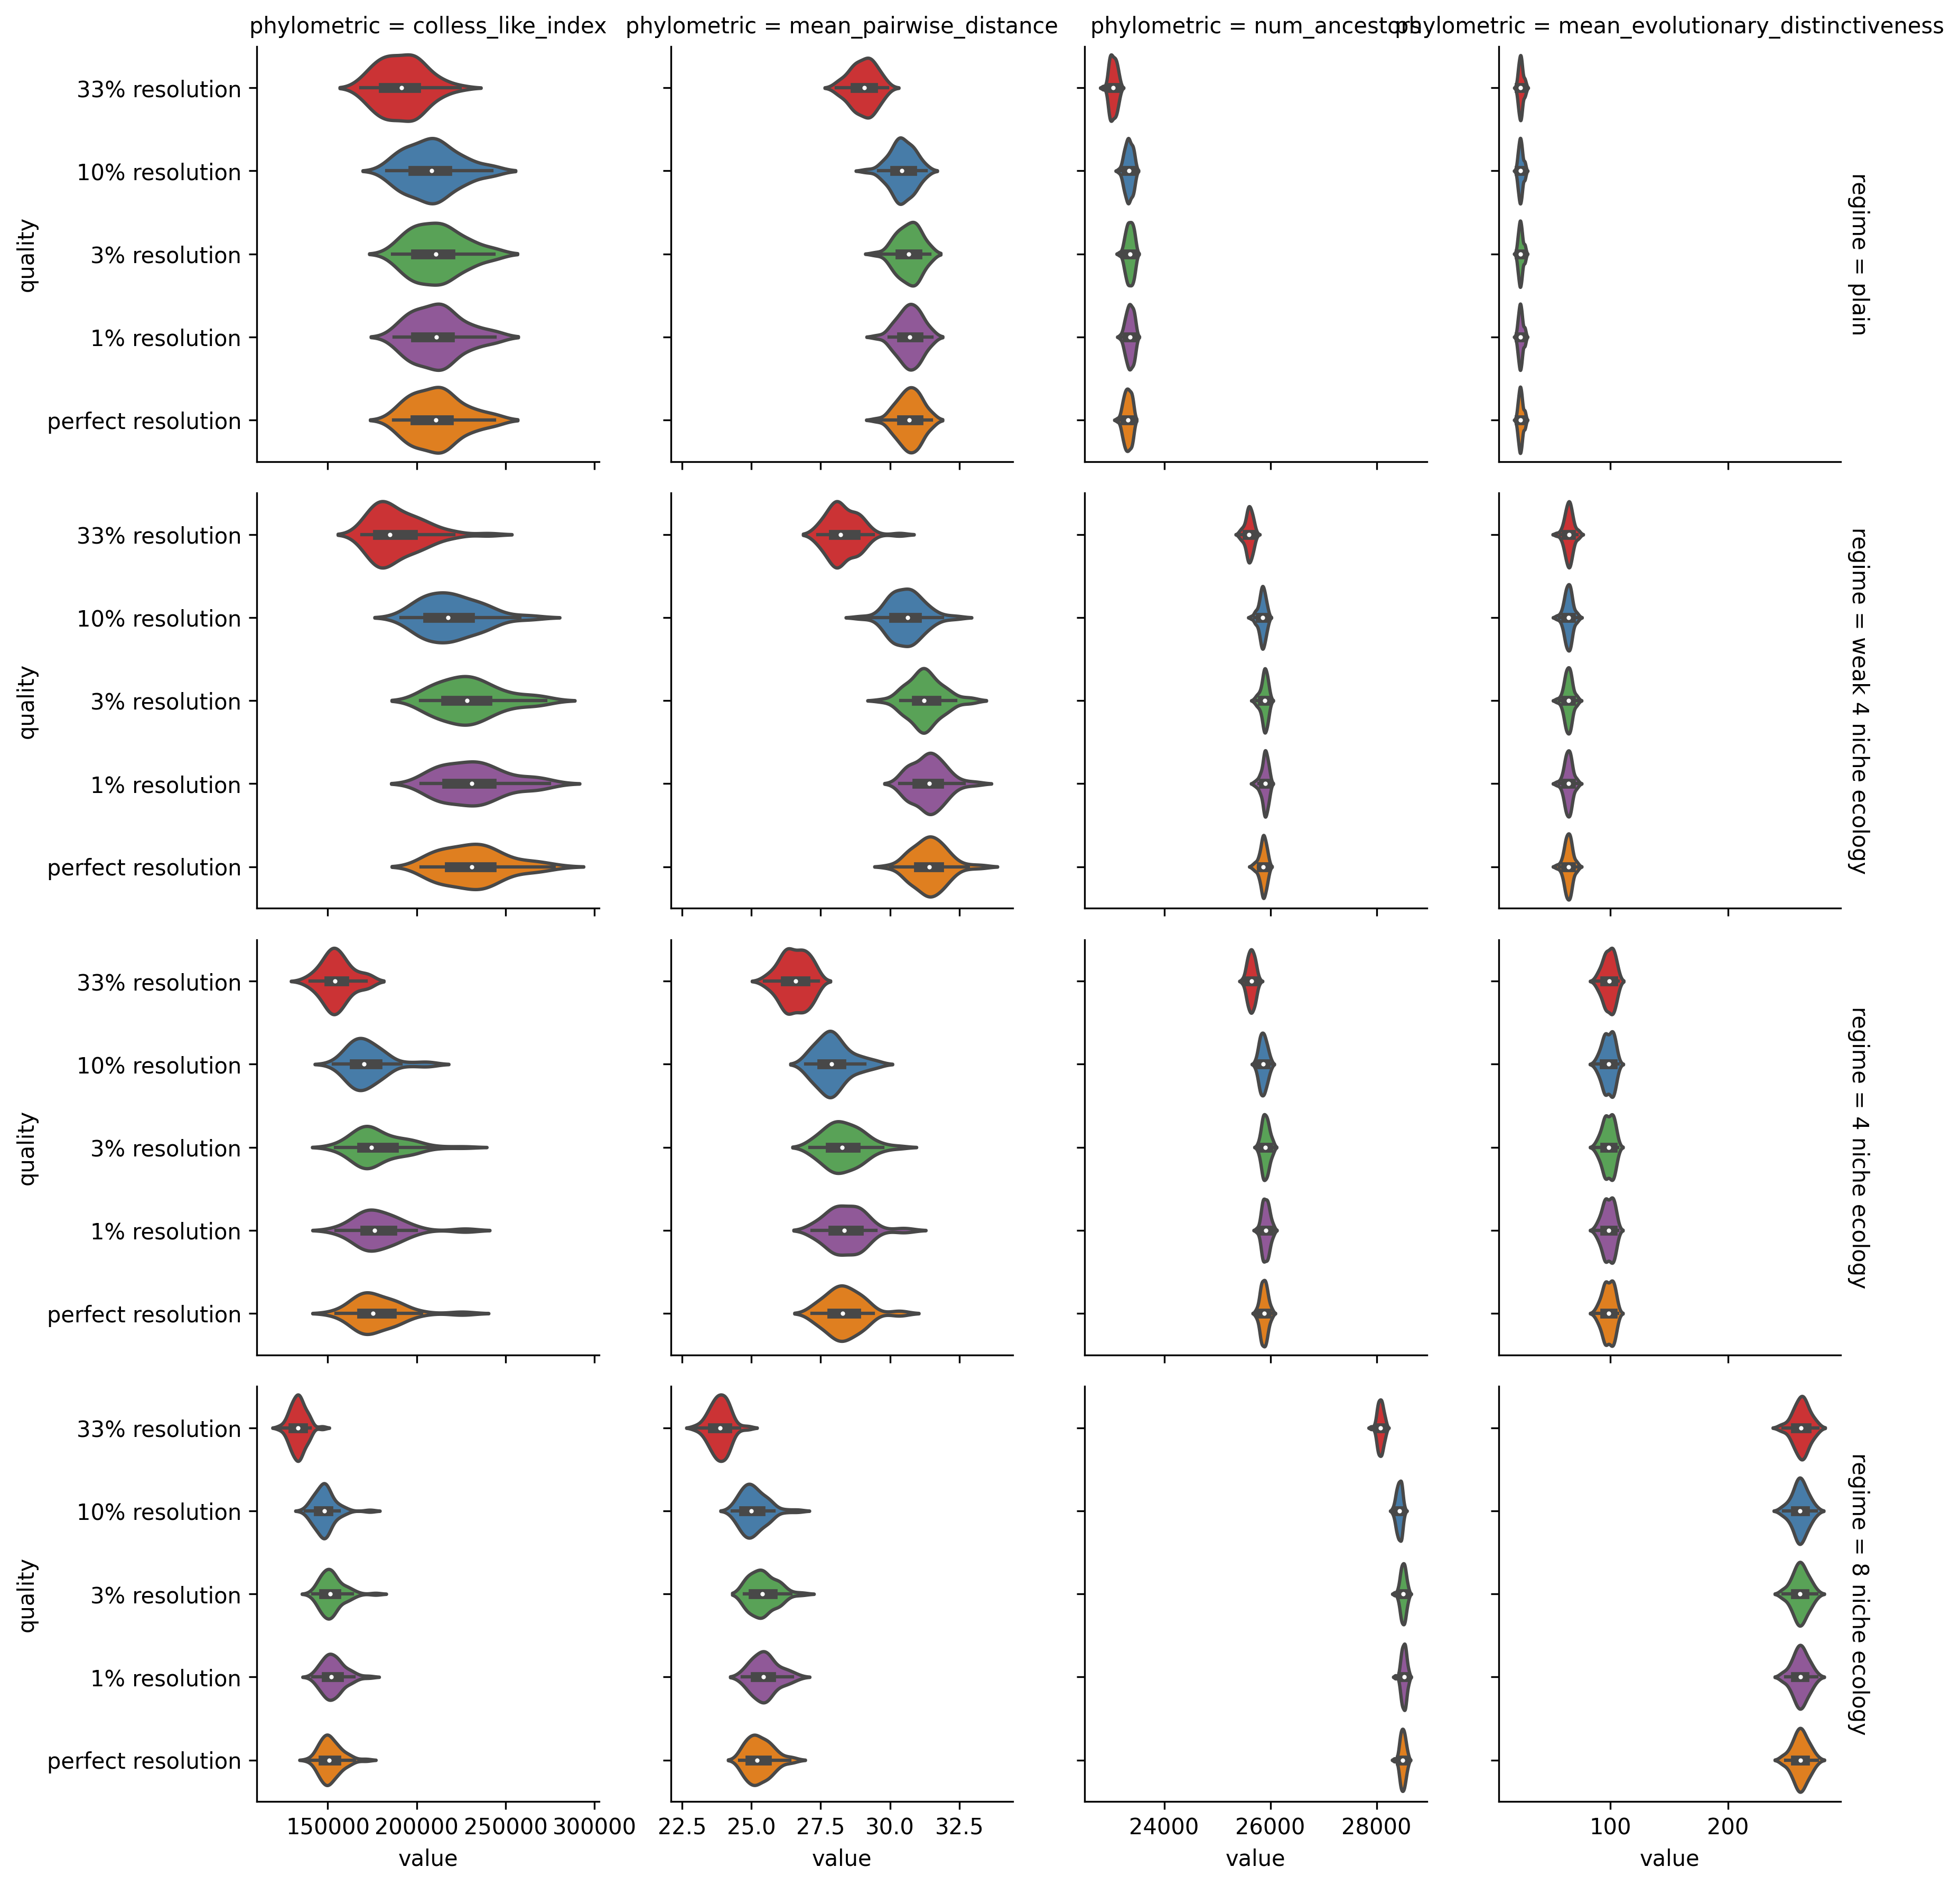 phylometric = colless_like_index
phylometric = mean_pairwise_distance
phylometric = num_ancestors
phylometric = mean_evolutionary_distinctiveness
quality
33% resolution
10% resolution
3% resolution
1% resolution
perfect resolution
regime = plain
quality
33% resolution
10% resolution
3% resolution
1% resolution
perfect resolution
regime = weak 4 niche ecology
quality
33% resolution
10% resolution
3% resolution
1% resolution
perfect resolution
regime = 4 niche ecology
quality
33% resolution
10% resolution
3% resolution
1% resolution
perfect resolution
regime = 8 niche ecology
150000 200000 250000 300000
value
22.5 25.0 27.5 30.0 32.5
value
24000 26000 28000
value
100 200
value